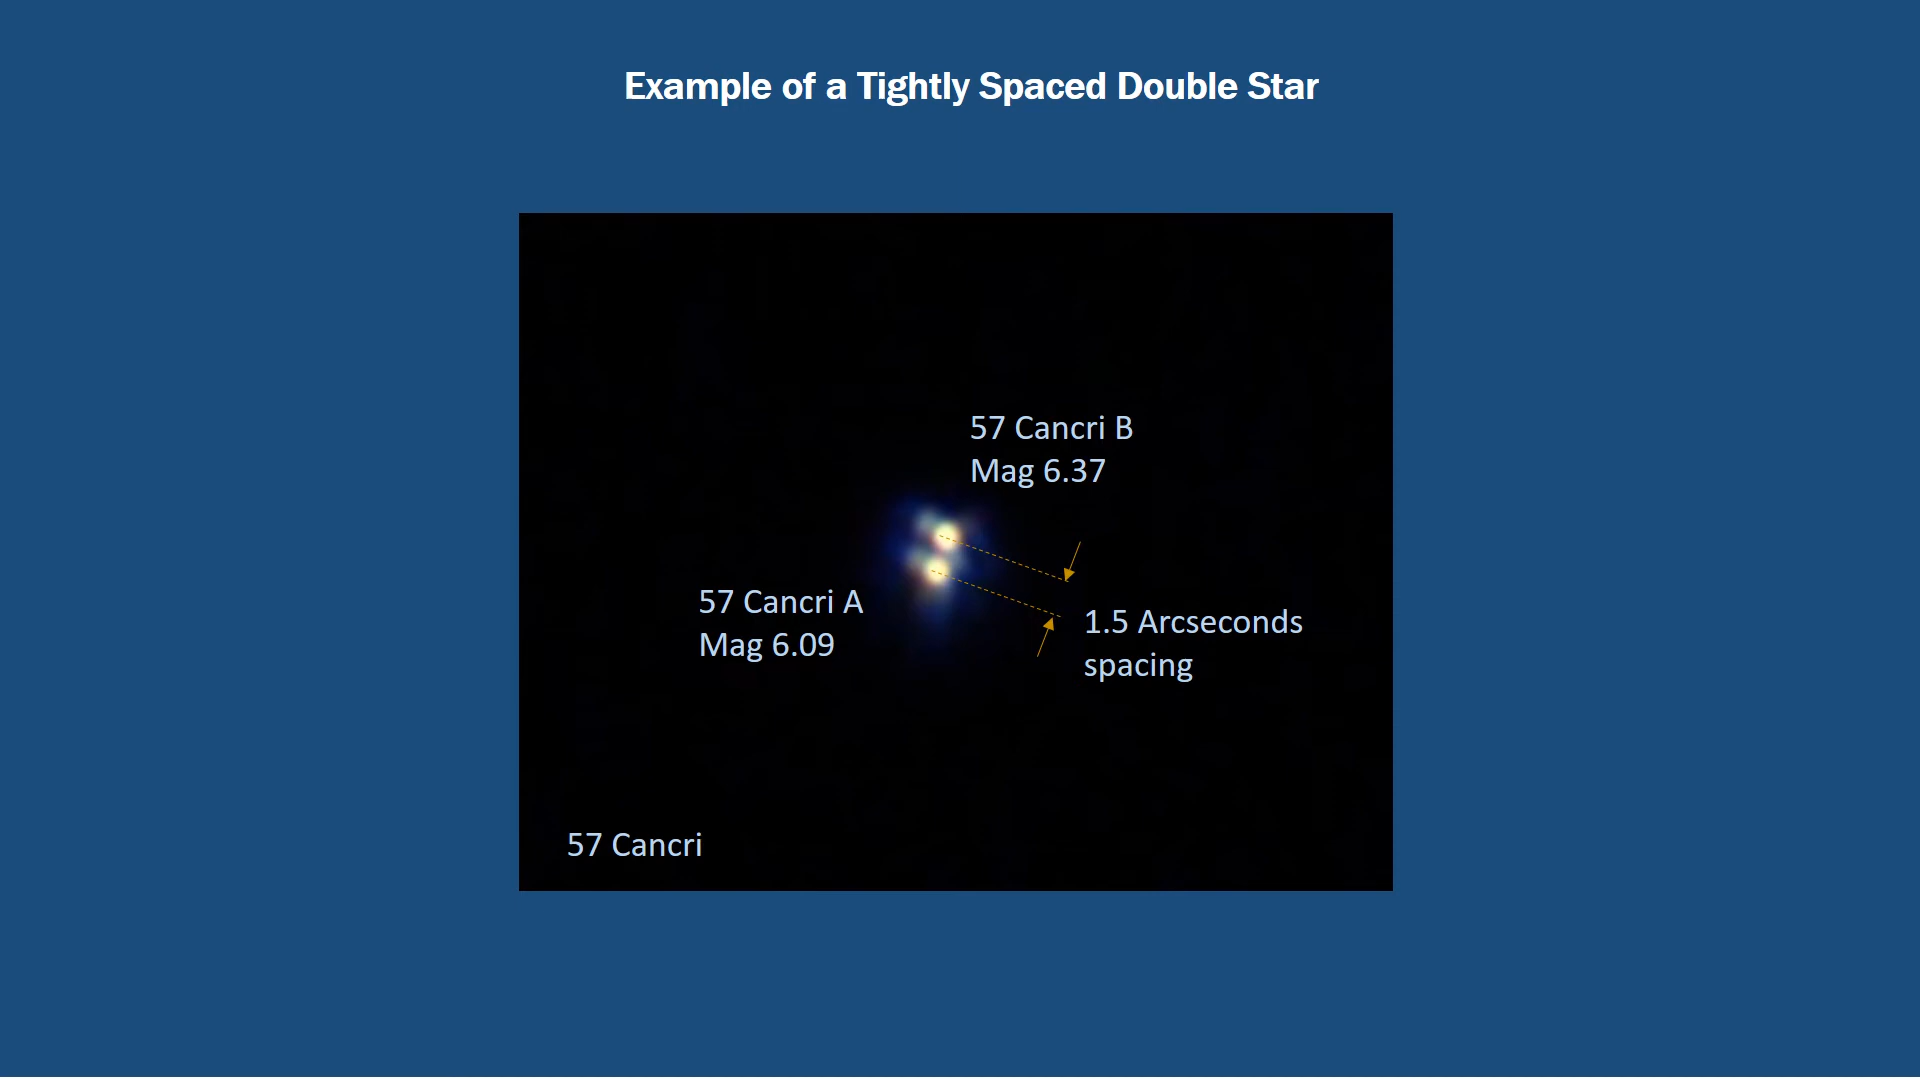 Example of a Tightly Spaced Double Star
57 Cancri B
Mag 6.37
57 Cancri A
Mag 6.09
1.5 Arcseconds
spacing
57 Cancri